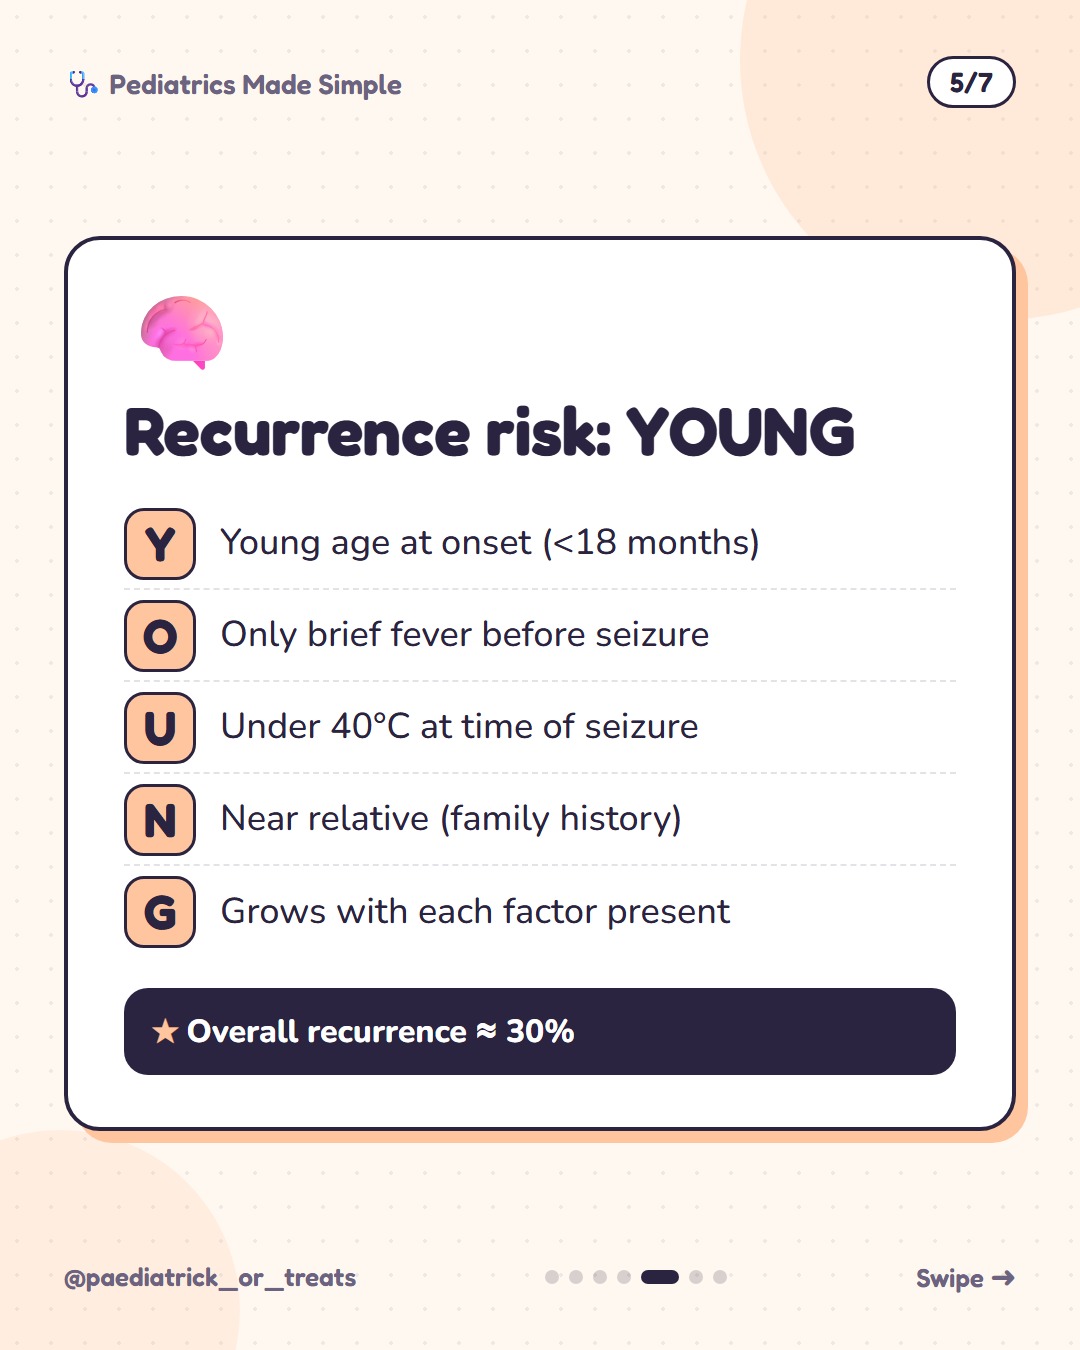 Pediatrics Made Simple
5/7
Recurrence risk: YOUNG
Y Young age at onset (<18 months)
O Only brief fever before seizure
U Under 40°C at time of seizure
N Near relative (family history)
G Grows with each factor present
★ Overall recurrence ≈ 30%
@paediatrick_or_treats
Swipe ➜